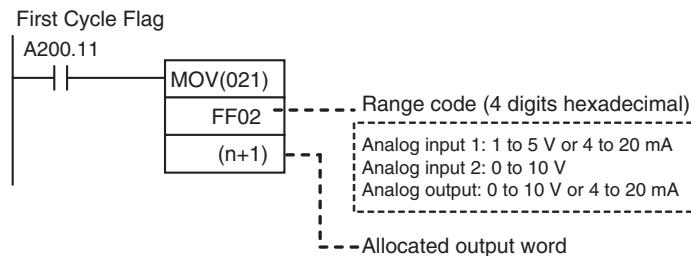 First Cycle Flag
A200.11
MOV(021)
FF02
Range code (4 digits hexadecimal)
(n+1)
Analog input 1: 1 to 5 V or 4 to 20 mA
Analog input 2: 0 to 10 V
Analog output: 0 to 10 V or 4 to 20 mA
Allocated output word